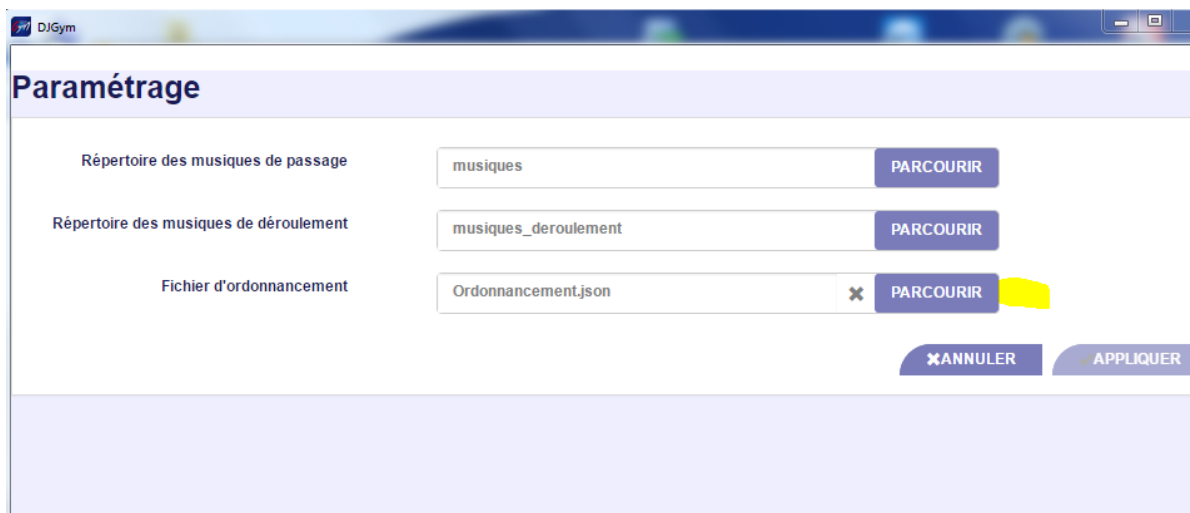 DJGym
Paramétrage
Répertoire des musiques de passage
musiques
PARCOURIR
Répertoire des musiques de déroulement
musiques_deroulement
PARCOURIR
Fichier d'ordonnancement
Ordonnancement.json
PARCOURIR
ANNULER
APPLIQUER